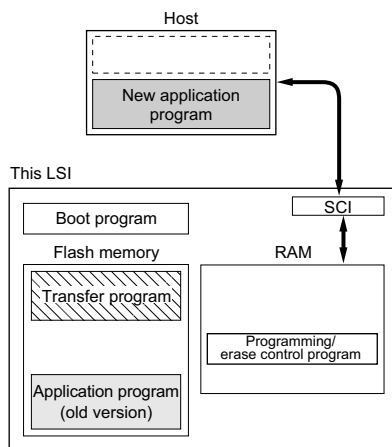 Host
New application
program
This LSI
SCI
Boot program
Flash memory
RAM
Transfer program
Programming/
erase control program
Application program
(old version)